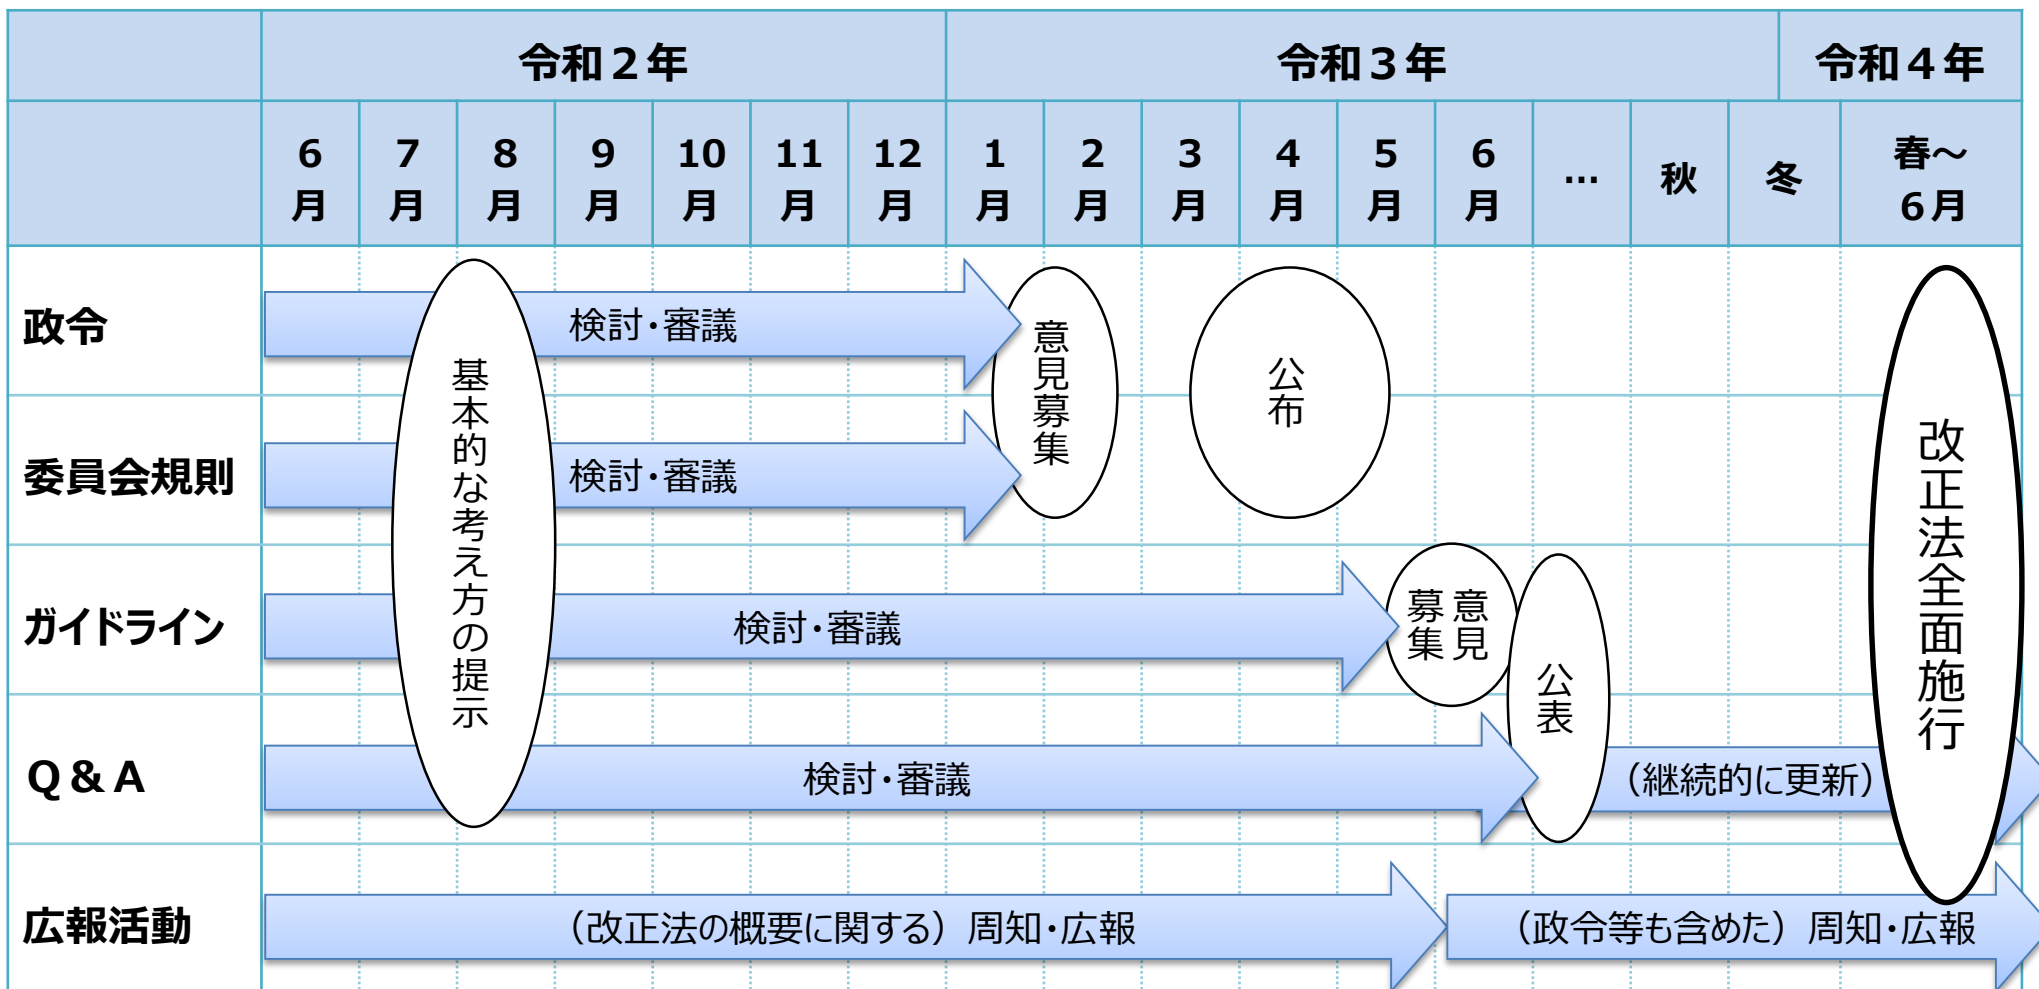 令和２年
令和３年
令和４年
6
月
7
月
8
月
9
月
10
月
11
月
12
月
1
月
2
月
3
月
4
月
5
月
6
月
…
秋
冬
春～
６月
政令
検討・審議
委員会規則
検討・審議
ガイドライン
検討・審議
Ｑ＆Ａ
検討・審議
（継続的に更新）
広報活動
（改正法の概要に関する）周知・広報
（政令等も含めた）周知・広報
基本的な考え方の提示
意見募集
公布
意見
募集
公表
改正法全面施行